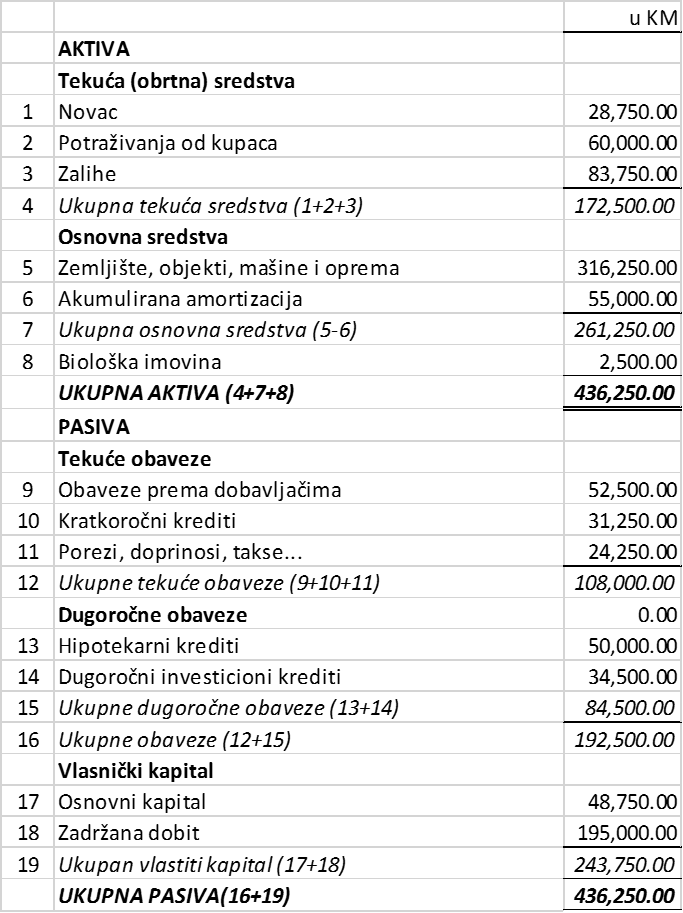 u KM
AKTIVA
Tekuća (obrtna) sredstva
1 Novac 28,750.00
2 Potraživanja od kupaca 60,000.00
3 Zalihe 83,750.00
4 Ukupna tekuća sredstva (1+2+3) 172,500.00
Osnovna sredstva
5 Zemljište, objekti, mašine i oprema 316,250.00
6 Akumulirana amortizacija 55,000.00
7 Ukupna osnovna sredstva (5-6) 261,250.00
8 Biološka imovina 2,500.00
UKUPNA AKTIVA (4+7+8) 436,250.00
PASIVA
Tekuće obaveze
9 Obaveze prema dobavljačima 52,500.00
10 Kratkoročni krediti 31,250.00
11 Porezi, doprinosi, takse... 24,250.00
12 Ukupne tekuće obaveze (9+10+11) 108,000.00
Dugoročne obaveze 0.00
13 Hipotekarni krediti 50,000.00
14 Dugoročni investicioni krediti 34,500.00
15 Ukupne dugoročne obaveze (13+14) 84,500.00
16 Ukupne obaveze (12+15) 192,500.00
Vlasnički kapital
17 Osnovni kapital 48,750.00
18 Zadržana dobit 195,000.00
19 Ukupan vlastiti kapital (17+18) 243,750.00
UKUPNA PASIVA(16+19) 436,250.00